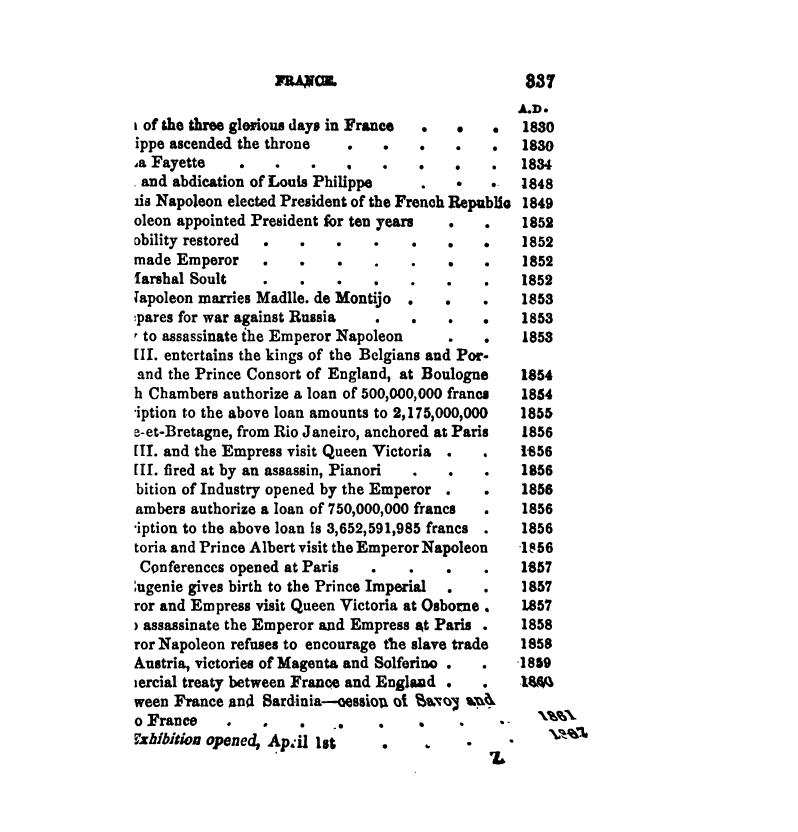 FRANCE. 337
A.D.
of the three glorious days in France . . . 1830
ippe ascended the throne . . . . . 1830
a Fayette . . . . . . . . 1834
and abdication of Louis Philippe . . . 1848
uis Napoleon elected President of the French Republic 1849
oleon appointed President for ten years . . 1852
obility restored . . . . . . . 1852
made Emperor . . . . . . . 1852
Marshal Soult . . . . . . . 1852
Napoleon marries Madlle. de Montijo . . . 1853
pares for war against Russia . . . . 1853
to assassinate the Emperor Napoleon . . 1853
III. entertains the kings of the Belgians and Por-
and the Prince Consort of England, at Boulogne 1854
h Chambers authorize a loan of 500,000,000 francs 1854
ription to the above loan amounts to 2,175,000,000 1855
e-et-Bretagne, from Rio Janeiro, anchored at Paris 1856
III. and the Empress visit Queen Victoria . . 1856
III. fired at by an assassin, Pianori . . . 1856
bition of Industry opened by the Emperor . . 1856
ambers authorize a loan of 750,000,000 francs . 1856
ription to the above loan is 3,652,591,985 francs . 1856
toria and Prince Albert visit the Emperor Napoleon 1856
Conferences opened at Paris . . . . 1857
Eugenie gives birth to the Prince Imperial . . 1857
ror and Empress visit Queen Victoria at Osborne . 1857
assassinate the Emperor and Empress at Paris . 1858
ror Napoleon refuses to encourage the slave trade 1858
Austria, victories of Magenta and Solferino . . 1859
ercial treaty between France and England . . 1860
ween France and Sardinia—cession of Savoy and
o France . . . . . . . . 1861
Exhibition opened, April 1st . . . . 1867
Z